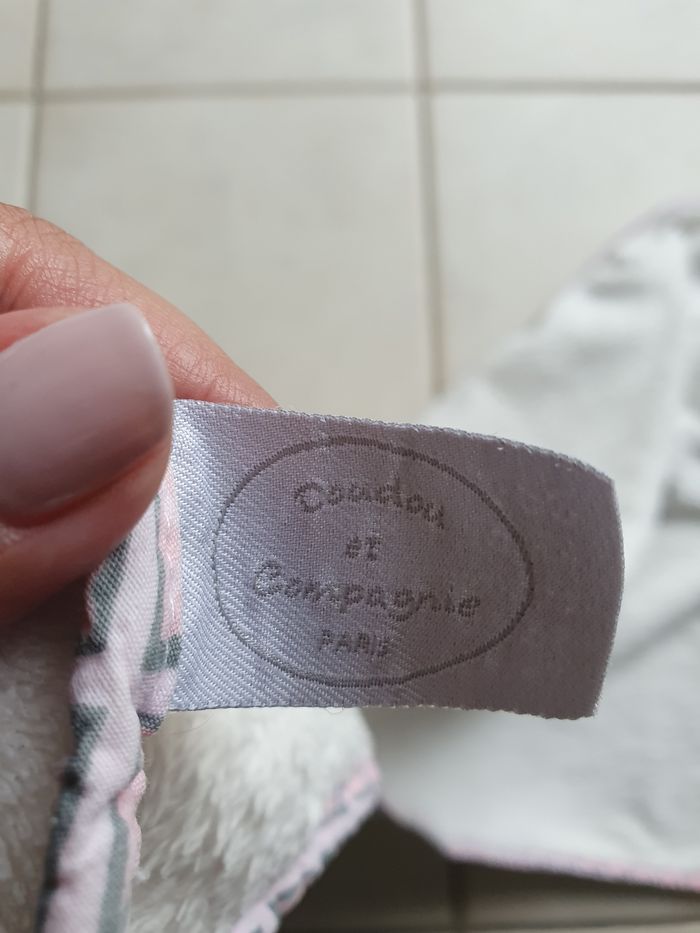 Doudou
ET
Compagnie
PARIS